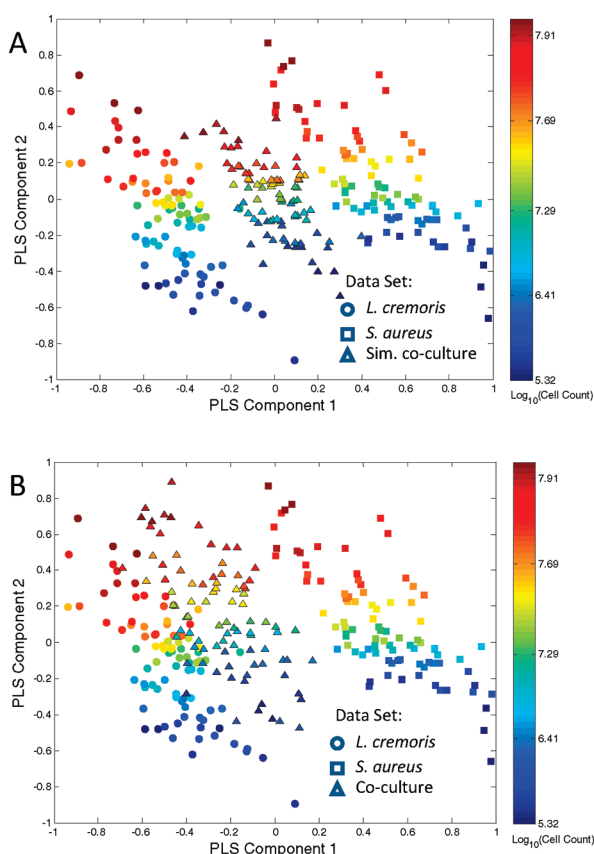 A
PLS Component 2
1
0.8
0.6
0.4
0.2
0
-0.2
-0.4
-0.6
-0.8
-1
-1 -0.8 -0.6 -0.4 -0.2 0 0.2 0.4 0.6 0.8 1
PLS Component 1
Data Set:
L. cremoris
S. aureus
Sim. co-culture
7.91
7.69
7.29
6.41
5.32
Log10(Cell Count)
B
PLS Component 2
1
0.8
0.6
0.4
0.2
0
-0.2
-0.4
-0.6
-0.8
-1
-1 -0.8 -0.6 -0.4 -0.2 0 0.2 0.4 0.6 0.8 1
PLS Component 1
Data Set:
L. cremoris
S. aureus
Co-culture
7.91
7.69
7.29
6.41
5.32
Log10(Cell Count)